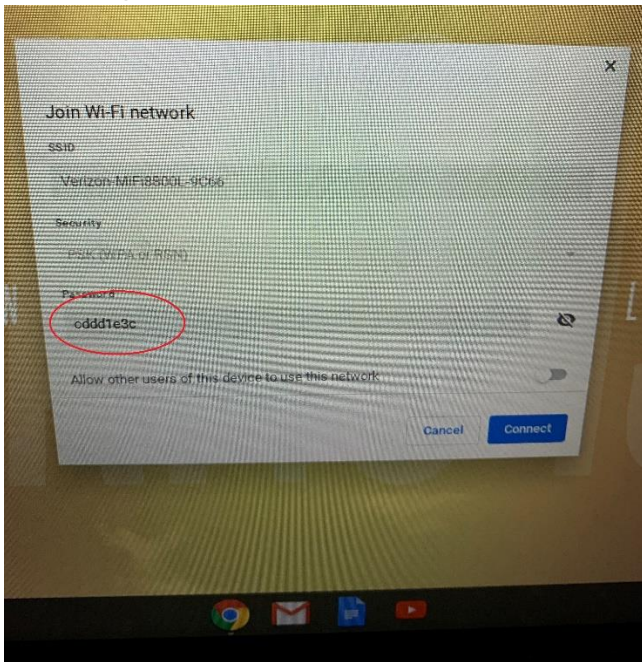 Join Wi-Fi network
SSID
Verizon-MiFi8800L-9C66
Security
PSK (WPA or RSN)
Password
cddd1e3c
Allow other users of this device to use this network
Cancel
Connect